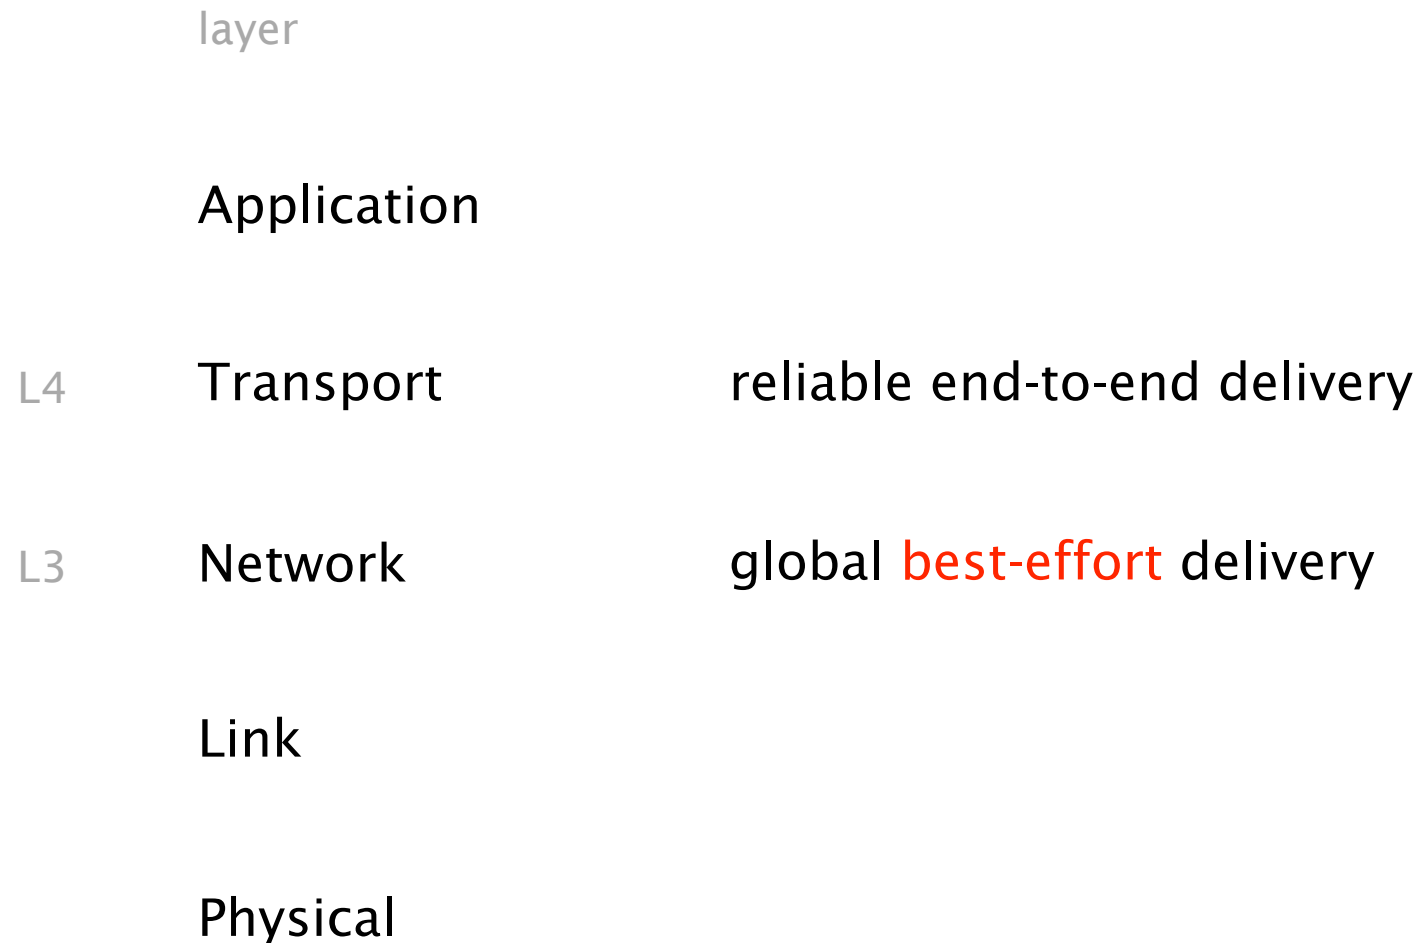 layer
Application
L4 Transport reliable end-to-end delivery
L3 Network global best-effort delivery
Link
Physical